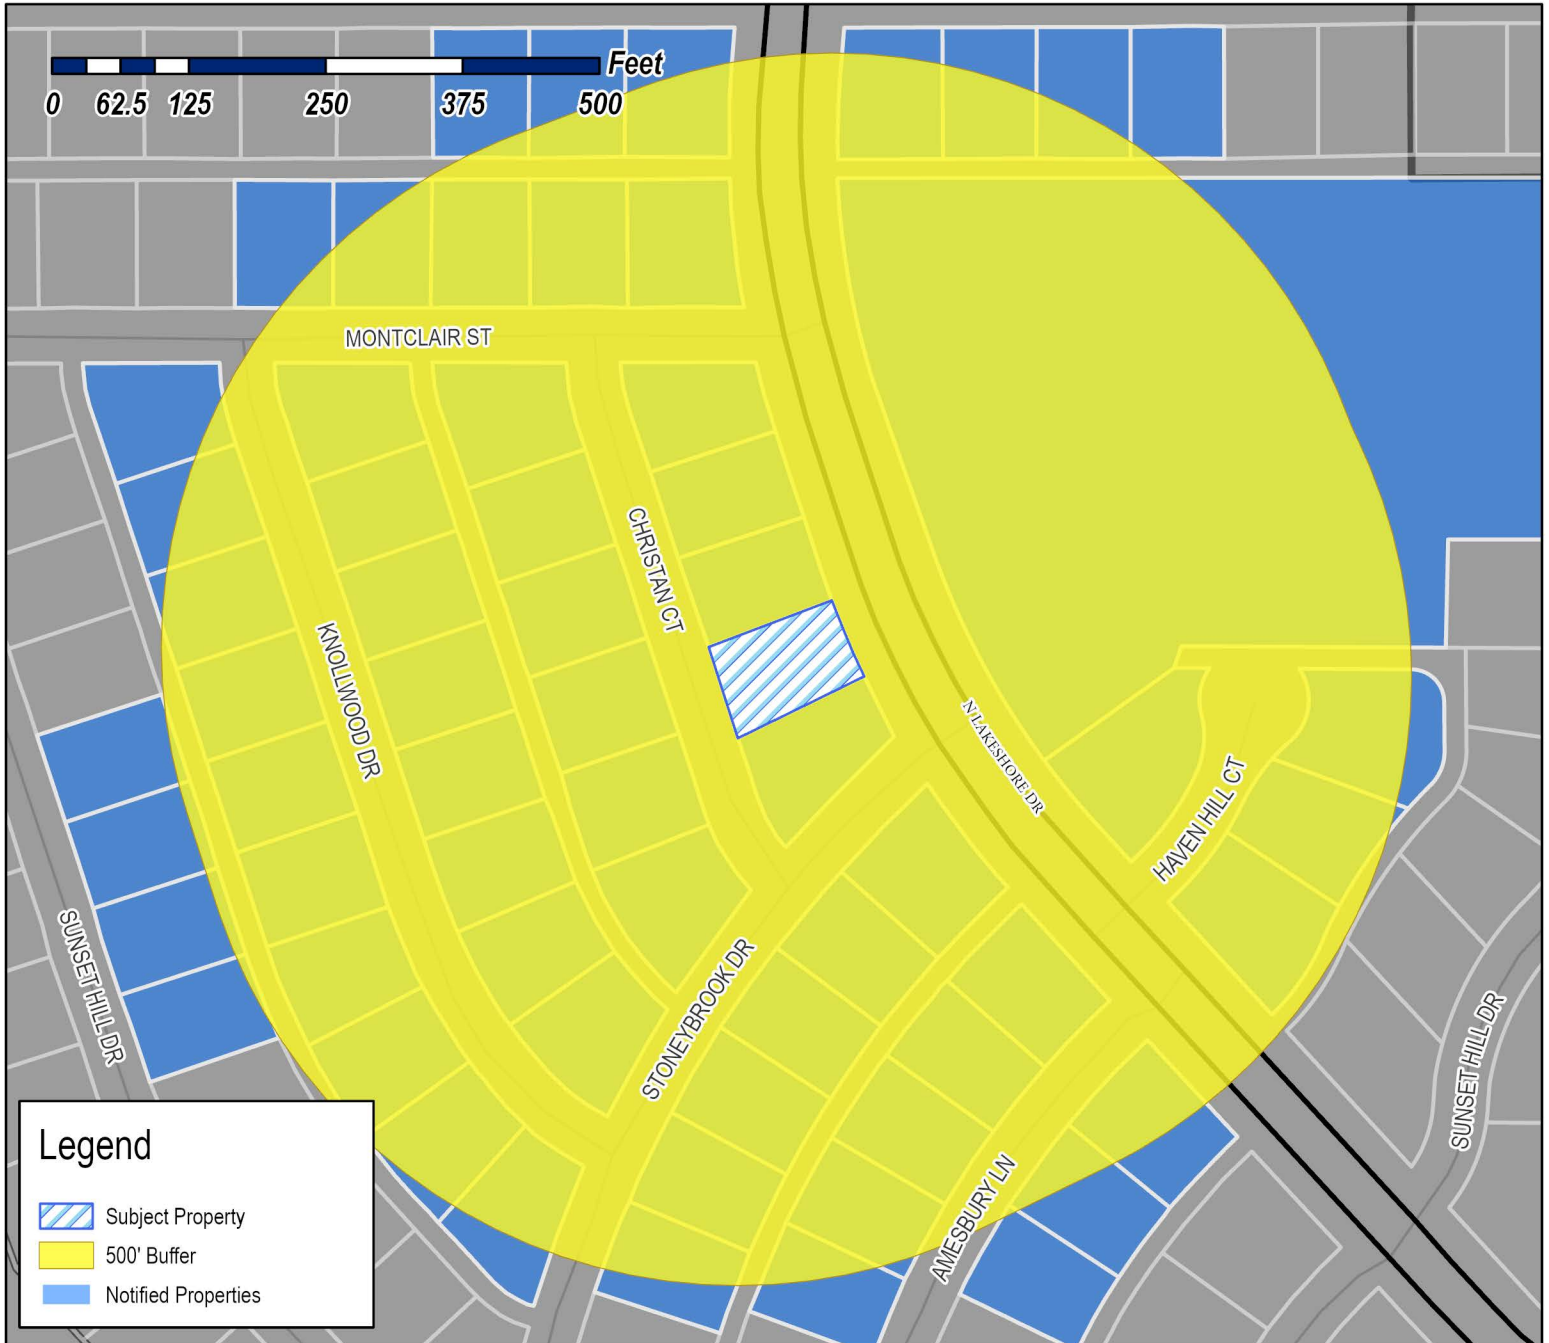 Feet
0 62.5 125 250 375 500
MONTCLAIR ST
CHRISTAN CT
KNOLLWOOD DR
N LAKESHORE DR
HAVEN HILL CT
SUNSET HILL DR
STONEYBROOK DR
SUNSET HILL DR
AMESBURY LN
Legend
Subject Property
500' Buffer
Notified Properties